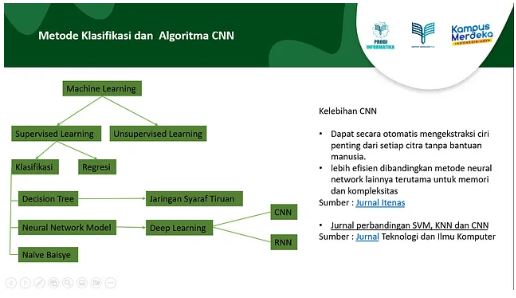 Metode Klasifikasi dan Algoritma CNN
PRODI
INFORMATIKA
Kampus
Merdeka
INDONESIA JAYA
Machine Learning
Supervised Learning
Unsupervised Learning
Klasifikasi
Regresi
Decision Tree
Jaringan Syaraf Tiruan
Neural Network Model
Deep Learning
CNN
RNN
Naïve Baisye
Kelebihan CNN
• Dapat secara otomatis mengekstraksi ciri
penting dari setiap citra tanpa bantuan
manusia.
• lebih efisien dibandingkan metode neural
network lainnya terutama untuk memori
dan kompleksitas
Sumber : Jurnal Itenas
• Jurnal perbandingan SVM, KNN dan CNN
Sumber : Jurnal Teknologi dan Ilmu Komputer